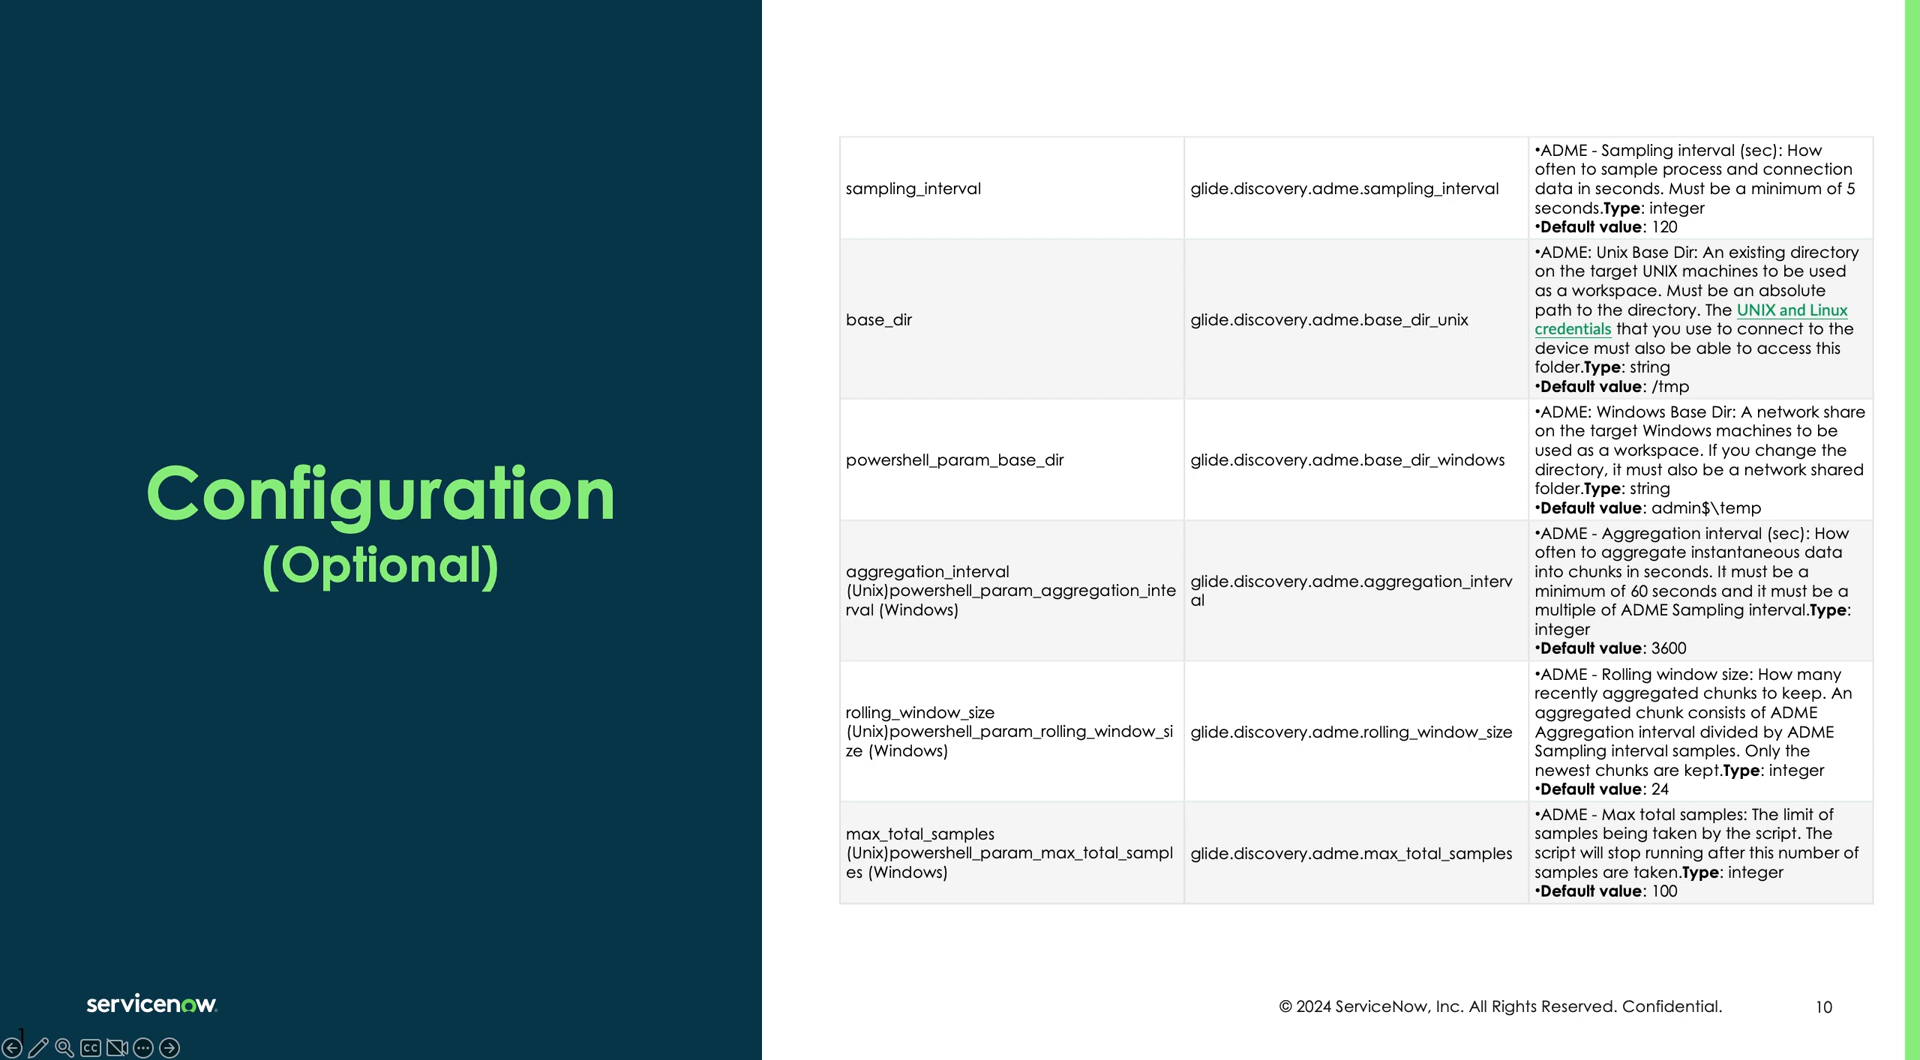 Configuration
(Optional)
sampling_interval
glide.discovery.adme.sampling_interval
•ADME - Sampling interval (sec): How
often to sample process and connection
data in seconds. Must be a minimum of 5
seconds.Type: integer
•Default value: 120
base_dir
glide.discovery.adme.base_dir_unix
•ADME: Unix Base Dir: An existing directory
on the target UNIX machines to be used
as a workspace. Must be an absolute
path to the directory. The UNIX and Linux
credentials that you use to connect to the
device must also be able to access this
folder.Type: string
•Default value: /tmp
powershell_param_base_dir
glide.discovery.adme.base_dir_windows
•ADME: Windows Base Dir: A network share
on the target Windows machines to be
used as a workspace. If you change the
directory, it must also be a network shared
folder.Type: string
•Default value: admin$\temp
aggregation_interval
(Unix)powershell_param_aggregation_inte
rval (Windows)
glide.discovery.adme.aggregation_interv
al
•ADME - Aggregation interval (sec): How
often to aggregate instantaneous data
into chunks in seconds. It must be a
minimum of 60 seconds and it must be a
multiple of ADME Sampling interval.Type:
integer
•Default value: 3600
rolling_window_size
(Unix)powershell_param_rolling_window_si
ze (Windows)
glide.discovery.adme.rolling_window_size
•ADME - Rolling window size: How many
recently aggregated chunks to keep. An
aggregated chunk consists of ADME
Aggregation interval divided by ADME
Sampling interval samples. Only the
newest chunks are kept.Type: integer
•Default value: 24
max_total_samples
(Unix)powershell_param_max_total_sampl
es (Windows)
glide.discovery.adme.max_total_samples
•ADME - Max total samples: The limit of
samples being taken by the script. The
script will stop running after this number of
samples are taken.Type: integer
•Default value: 100
servicenow.
© 2024 ServiceNow, Inc. All Rights Reserved. Confidential.
10
1
CC